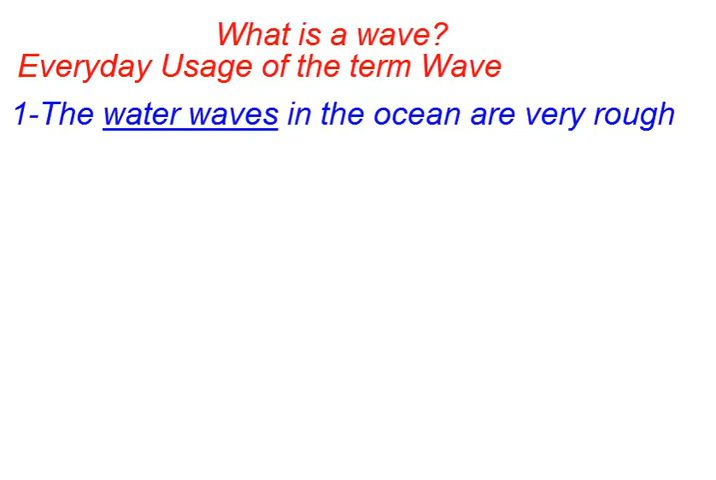 What is a wave?
Everyday Usage of the term Wave
1-The water waves in the ocean are very rough